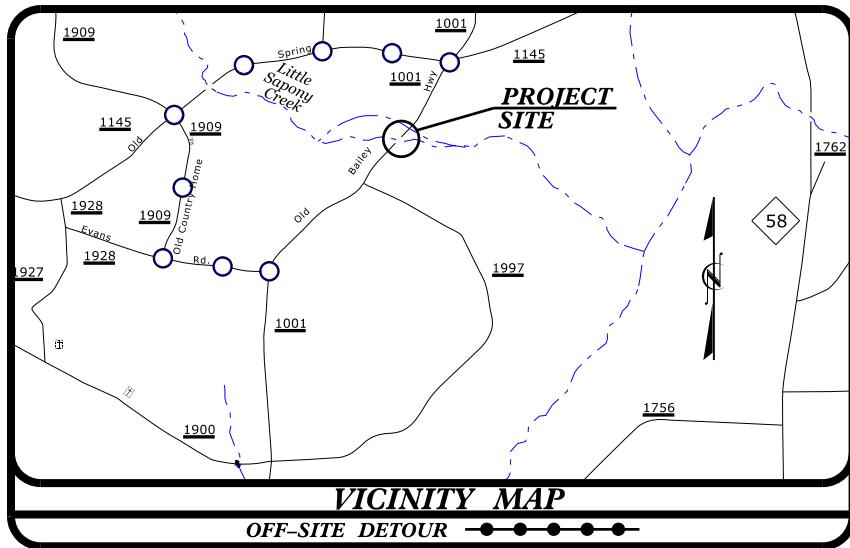 1909
1001
Spring
1145
Little
Sapony
Creek
1001
Hwy
PROJECT
SITE
1145
Old
1909
1762
Bailey
Old Country Home
1928
1909
Old
58
Evans
1928
Rd.
1927
1997
N
1001
1756
1900
VICINITY MAP
OFF–SITE DETOUR